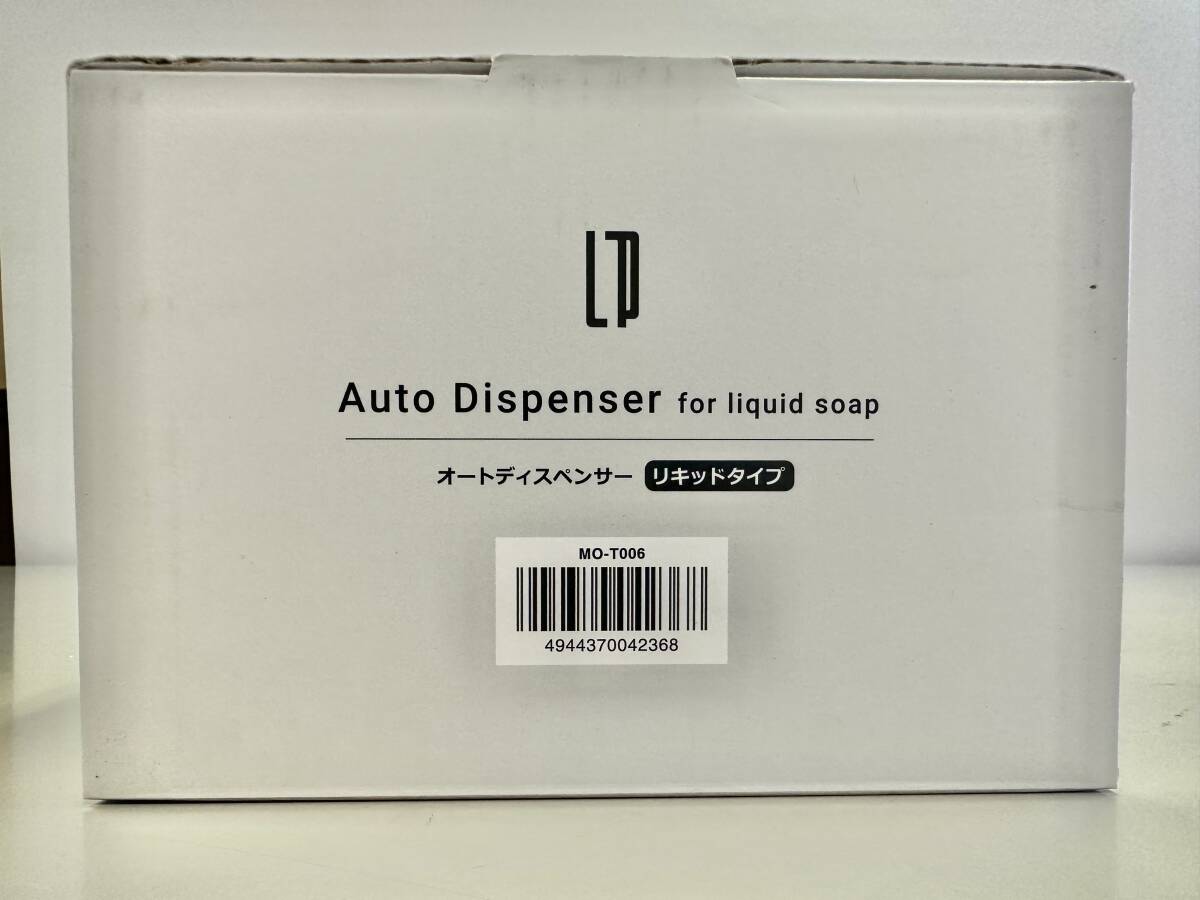 LTP
Auto Dispenser for liquid soap
オートディスペンサー リキッドタイプ
MO-T006
4944370042368